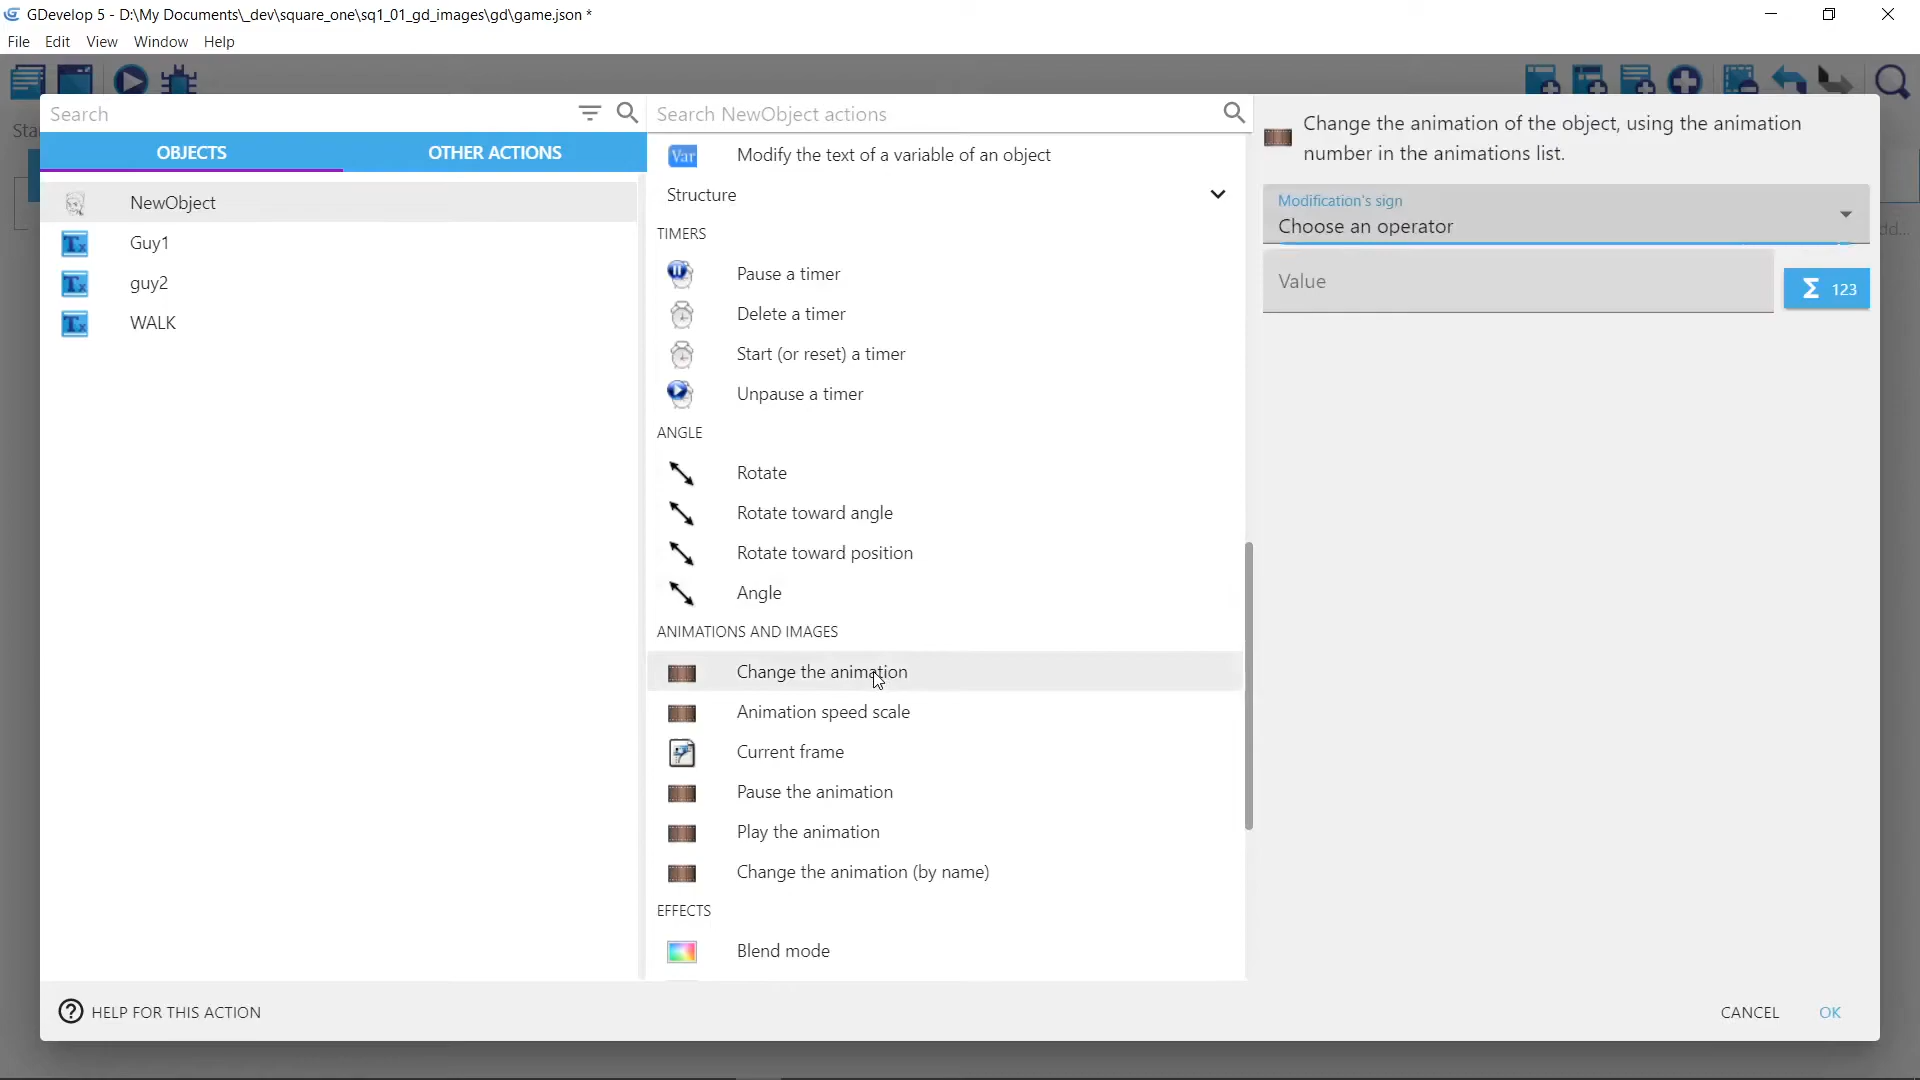 GDevelop 5 - D:\My Documents\_dev\square_one\sq1_01_gd_images\gd\game.json *
File Edit View Window Help
Search
Search NewObject actions
OBJECTS
OTHER ACTIONS
NewObject
Guy1
guy2
WALK
Var Modify the text of a variable of an object
Structure
TIMERS
Pause a timer
Delete a timer
Start (or reset) a timer
Unpause a timer
ANGLE
Rotate
Rotate toward angle
Rotate toward position
Angle
ANIMATIONS AND IMAGES
Change the animation
Animation speed scale
Current frame
Pause the animation
Play the animation
Change the animation (by name)
EFFECTS
Blend mode
Change the animation of the object, using the animation
number in the animations list.
Modification's sign
Choose an operator
Value
Σ 123
HELP FOR THIS ACTION
CANCEL
OK